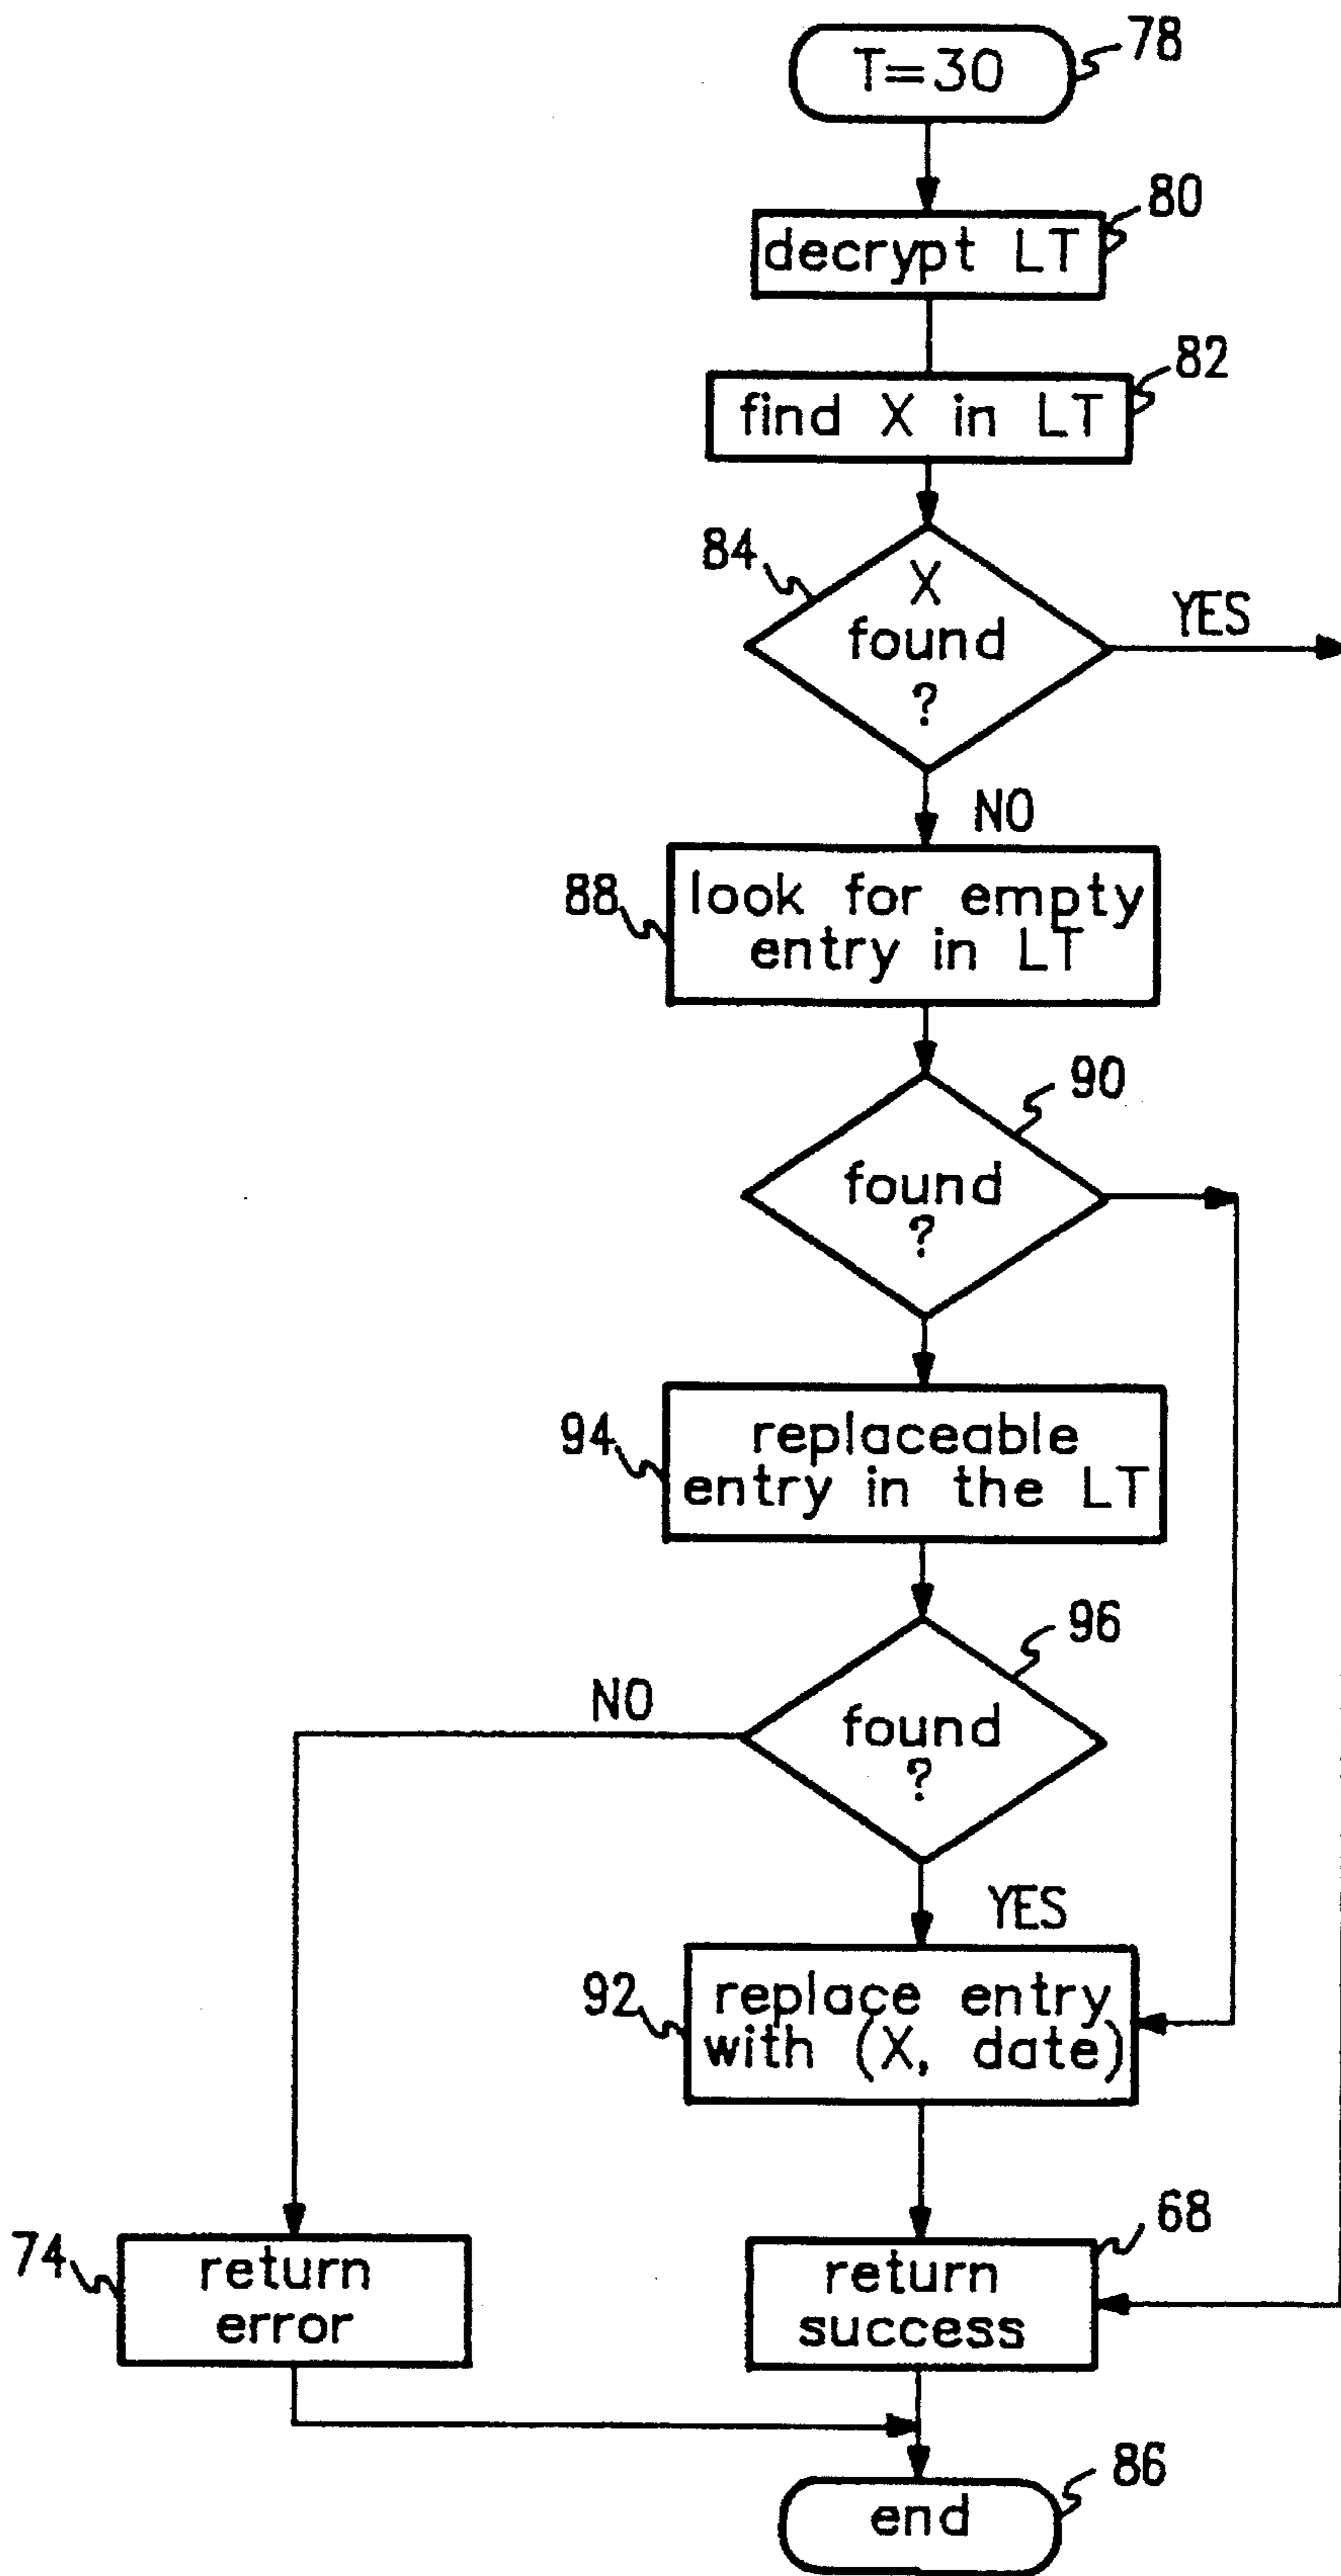 78
T=30
80
decrypt LT
82
find X in LT
84
X
found
?
YES
NO
88
look for empty
entry in LT
90
found
?
94
replaceable
entry in the LT
96
NO
found
?
YES
92
replace entry
with (X, date)
68
74
return
error
return
success
86
end